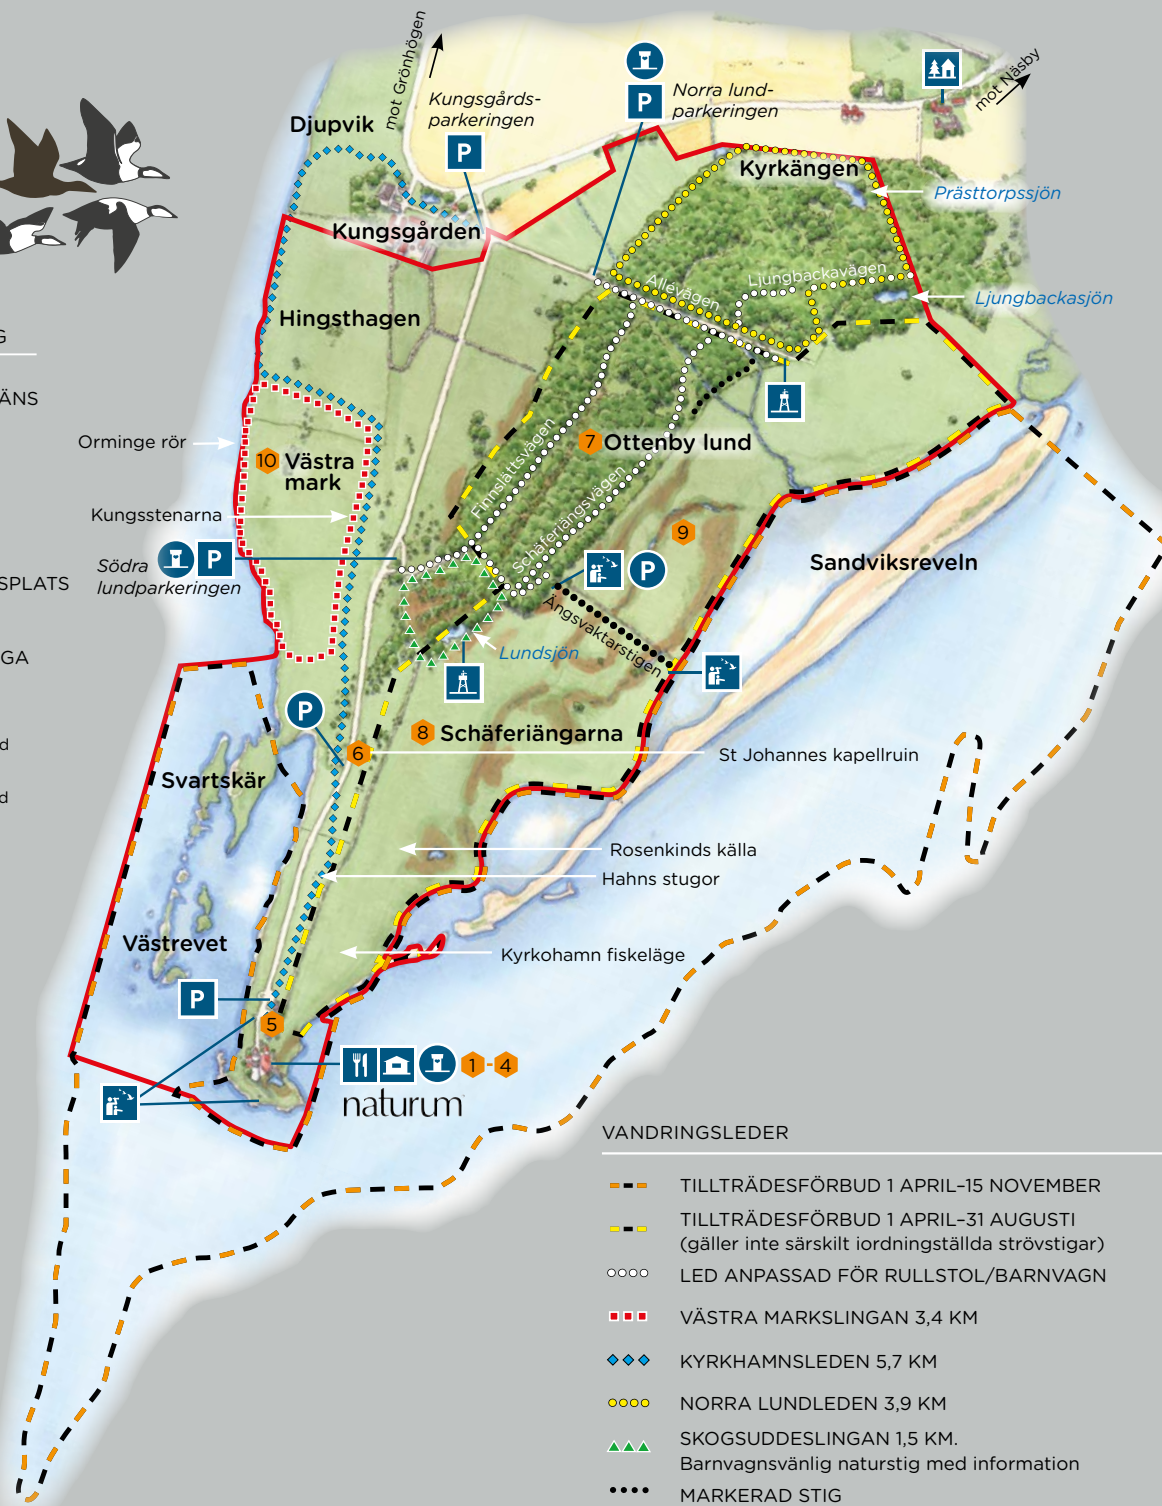 mot Grönhögen
Kungsgårds-
parkeringen
Norra lund-
parkeringen
mot Näsby
Djupvik
Kyrkängen
Prästtorpssjön
Kungsgården
Allévägen
Ljungbackavägen
Ljungbackasjön
Hingsthagen
G
ÄNS
Orminge rör
10 Västra
mark
7 Ottenby lund
Finnslättsvägen
Schäferiängsvägen
Kungsstenarna
9
Södra
lundparkeringen
Sandviksreveln
SPLATS
Ängsvaktarstigen
GA
Lundsjön
8 Schäferiängarna
6
St Johannes kapellruin
d
Svartskär
d
Rosenkinds källa
Hahns stugor
Västrevet
Kyrkohamn fiskeläge
P
P
P
P
P
P
5
1 - 4
naturum
VANDRINGSLEDER
TILLTRÄDESFÖRBUD 1 APRIL–15 NOVEMBER
TILLTRÄDESFÖRBUD 1 APRIL–31 AUGUSTI
(gäller inte särskilt iordningställda strövstigar)
LED ANPASSAD FÖR RULLSTOL/BARNVAGN
VÄSTRA MARKSLINGAN 3,4 KM
KYRKHAMNSLEDEN 5,7 KM
NORRA LUNDLEDEN 3,9 KM
SKOGSUDDESLINGAN 1,5 KM.
Barnvagnsvänlig naturstig med information
MARKERAD STIG